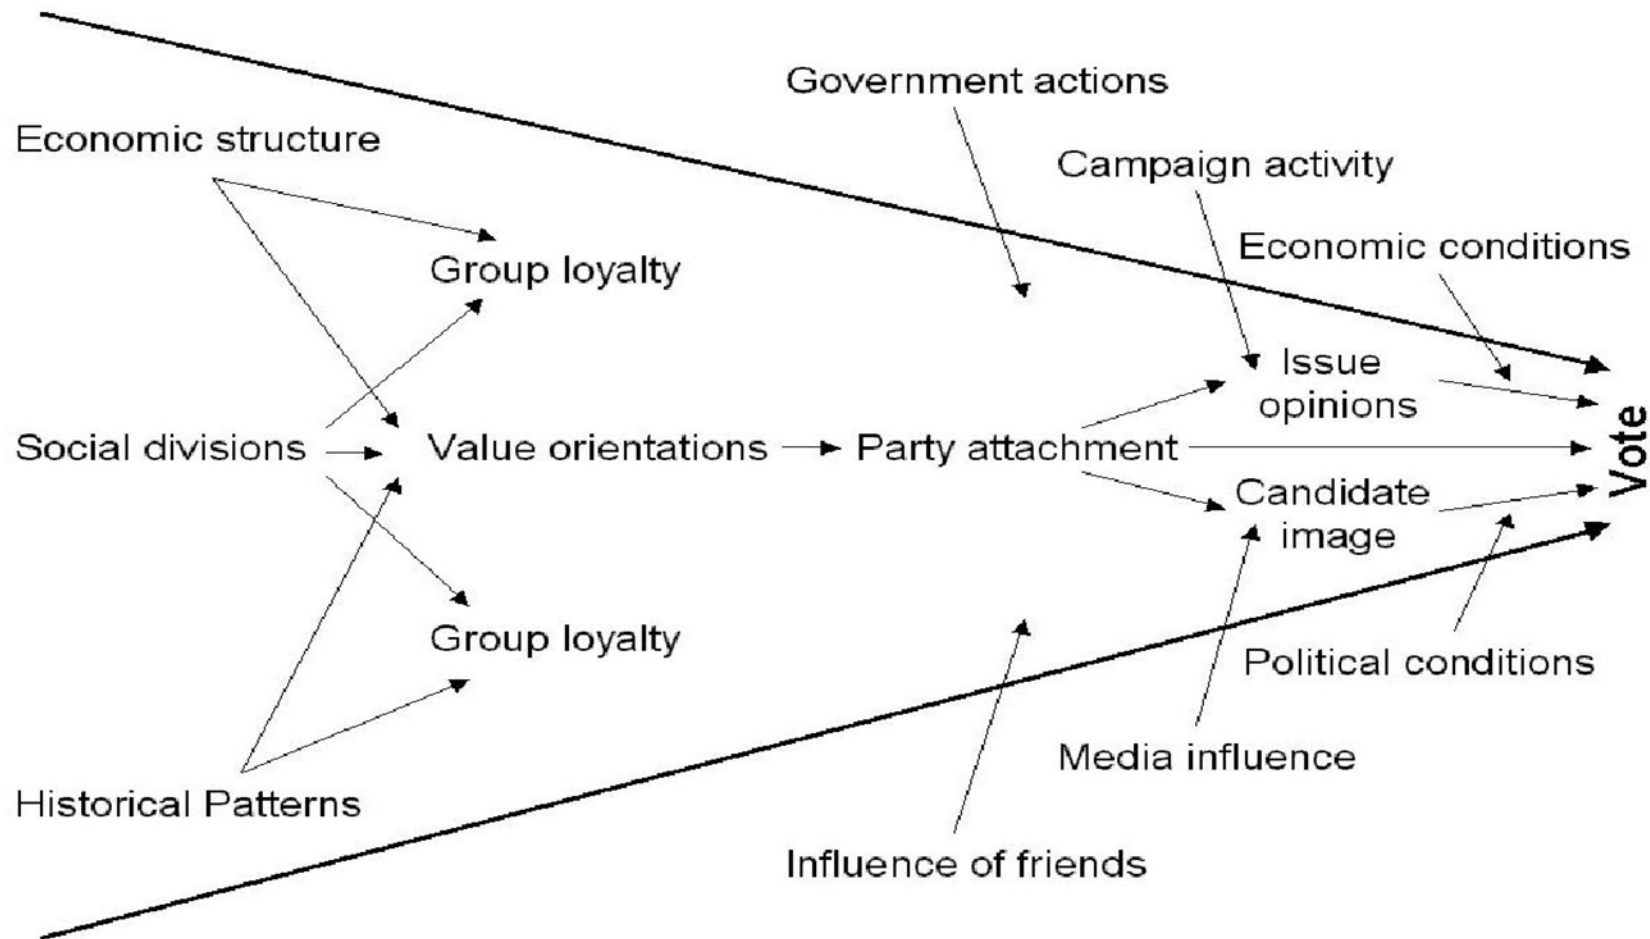 Government actions
Economic structure
Campaign activity
Economic conditions
Group loyalty
Issue
opinions
Social divisions
Value orientations
Party attachment
Vote
Candidate
image
Group loyalty
Political conditions
Media influence
Historical Patterns
Influence of friends